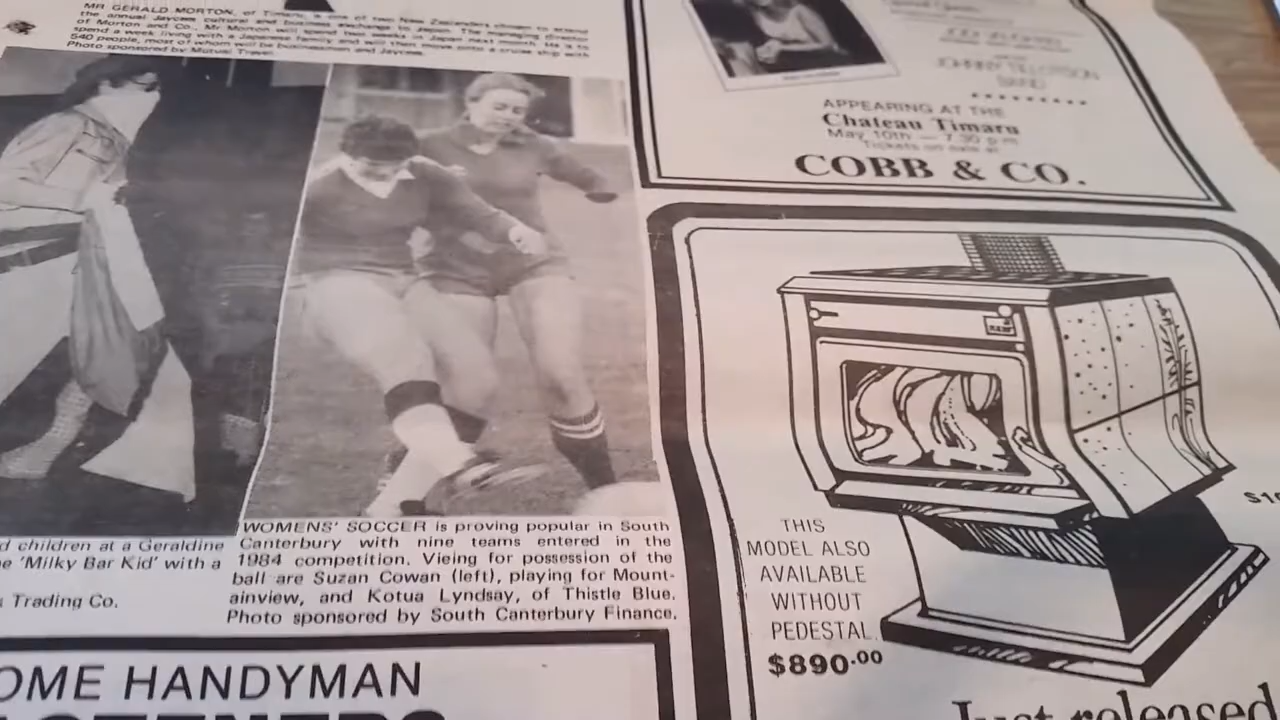 MR GERALD MORTON, of Timaru, is one of two New Zealanders chosen to attend
the annual Jaycees cultural and business exchange to Japan. The managing director
of Morton and Co., Mr Morton will spend two weeks in Japan next month. He is to
spend a week living with a Japanese family and will then move onto a cruise ship with
540 people, most of whom will be businessmen and Jaycees.
Photo sponsored by Mutual Travel
d children at a Geraldine
e 'Milky Bar Kid' with a
s Trading Co.
WOMENS' SOCCER is proving popular in South
Canterbury with nine teams entered in the
1984 competition. Vieing for possession of the
ball are Suzan Cowan (left), playing for Mount-
ainview, and Kotua Lyndsay, of Thistle Blue.
Photo sponsored by South Canterbury Finance.
OME HANDYMAN
BAND
APPEARING AT THE
Chateau Timaru
May 10th — 7.30 p.m
Tickets on sale at
COBB & CO.
THIS
MODEL ALSO
AVAILABLE
WITHOUT
PEDESTAL
$890.00
Just released